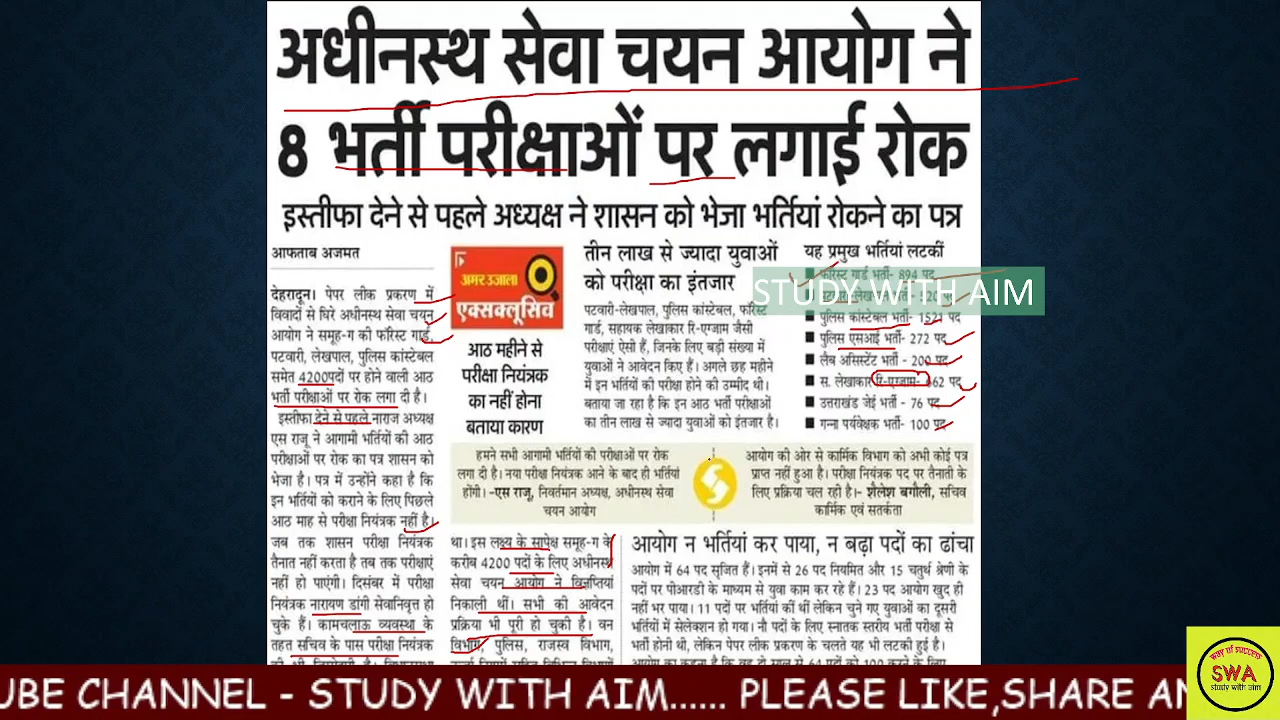 अधीनस्थ सेवा चयन आयोग ने
8 भर्ती परीक्षाओं पर लगाई रोक
इस्तीफा देने से पहले अध्यक्ष ने शासन को भेजा भर्तियां रोकने का पत्र
आफताब अजमत
देहरादून। पेपर लीक प्रकरण में
विवादों से घिरे अधीनस्थ सेवा चयन
आयोग ने समूह-ग की फॉरेस्ट गार्ड,
पटवारी, लेखपाल, पुलिस कांस्टेबल
समेत 4200पदों पर होने वाली आठ
भर्ती परीक्षाओं पर रोक लगा दी है।
इस्तीफा देने से पहले नाराज अध्यक्ष
एस राजू ने आगामी भर्तियों की आठ
परीक्षाओं पर रोक का पत्र शासन को
भेजा है। पत्र में उन्होंने कहा है कि
इन भर्तियों को कराने के लिए पिछले
आठ माह से परीक्षा नियंत्रक नहीं है।
जब तक शासन परीक्षा नियंत्रक
तैनात नहीं करता है तब तक परीक्षाएं
नहीं हो पाएंगी। दिसंबर में परीक्षा
नियंत्रक नारायण डांगी सेवानिवृत्त हो
चुके हैं। कामचलाऊ व्यवस्था के
तहत सचिव के पास परीक्षा नियंत्रक
अमर उजाला
एक्सक्लूसिव
आठ महीने से
परीक्षा नियंत्रक
का नहीं होना
बताया कारण
तीन लाख से ज्यादा युवाओं
को परीक्षा का इंतजार
पटवारी-लेखपाल, पुलिस कांस्टेबल, फॉरेस्ट
गार्ड, सहायक लेखाकार रि-एग्जाम जैसी
परीक्षाएं ऐसी हैं, जिनके लिए बड़ी संख्या में
युवाओं ने आवेदन किए हैं। अगले छह महीने
में इन भर्तियों की परीक्षा होने की उम्मीद थी।
बताया जा रहा है कि इन आठ भर्ती परीक्षाओं
का तीन लाख से ज्यादा युवाओं को इंतजार है।
यह प्रमुख भर्तियां लटकीं
फॉरेस्ट गार्ड भर्ती- 894 पद
STUDY WITH AIM
पुलिस कांस्टेबल भर्ती- 1521 पद
पुलिस एसआई भर्ती- 272 पद
लैब असिस्टेंट भर्ती - 200 पद
स. लेखाकार रि-एग्जाम- 662 पद
उत्तराखंड जेई भर्ती - 76 पद
गन्ना पर्यवेक्षक भर्ती- 100 पद
हमने सभी आगामी भर्तियों की परीक्षाओं पर रोक
लगा दी है। नया परीक्षा नियंत्रक आने के बाद ही भर्तियां
होंगी। -एस राजू, निवर्तमान अध्यक्ष, अधीनस्थ सेवा
चयन आयोग
आयोग की ओर से कार्मिक विभाग को अभी कोई पत्र
प्राप्त नहीं हुआ है। परीक्षा नियंत्रक पद पर तैनाती के
लिए प्रक्रिया चल रही है।- शैलेश बगौली, सचिव
कार्मिक एवं सतर्कता
था। इस लक्ष्य के सापेक्ष समूह-ग के
करीब 4200 पदों के लिए अधीनस्थ
सेवा चयन आयोग ने विज्ञप्तियां
निकाली थीं। सभी की आवेदन
प्रक्रिया भी पूरी हो चुकी है। वन
विभाग, पुलिस, राजस्व विभाग,
आयोग न भर्तियां कर पाया, न बढ़ा पदों का ढांचा
आयोग में 64 पद सृजित हैं। इनमें से 26 पद नियमित और 15 चतुर्थ श्रेणी के
पदों पर पीआरडी के माध्यम से युवा काम कर रहे हैं। 23 पद आयोग खुद ही
नहीं भर पाया। 11 पदों पर भर्तियां कीं थीं लेकिन चुने गए युवाओं का दूसरी
भर्तियों में सेलेक्शन हो गया। नौ पदों के लिए स्नातक स्तरीय भर्ती परीक्षा से
भर्ती होनी थी, लेकिन पेपर लीक प्रकरण के चलते यह भी लटकी हुई है।
UBE CHANNEL - STUDY WITH AIM...... PLEASE LIKE,SHARE AN
way of success
SWA
study with aim